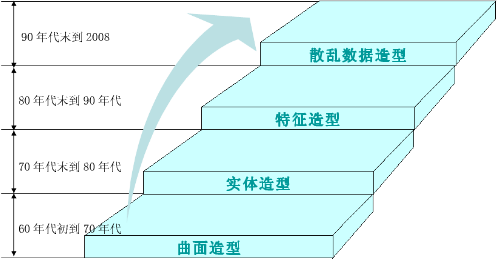 90年代末到2008
散乱数据造型
80年代末到90年代
特征造型
70年代末到80年代
实体造型
60年代初到70年代
曲面造型